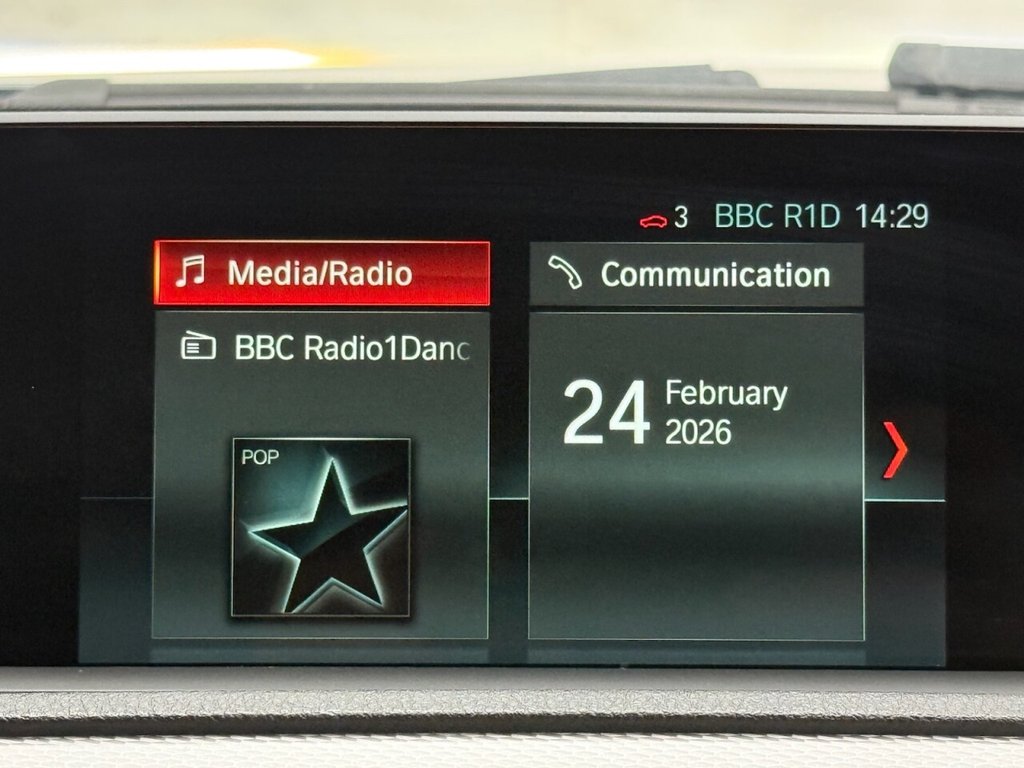 3 BBC R1D 14:29
Media/Radio
BBC Radio1Danc
POP
Communication
24 February
2026